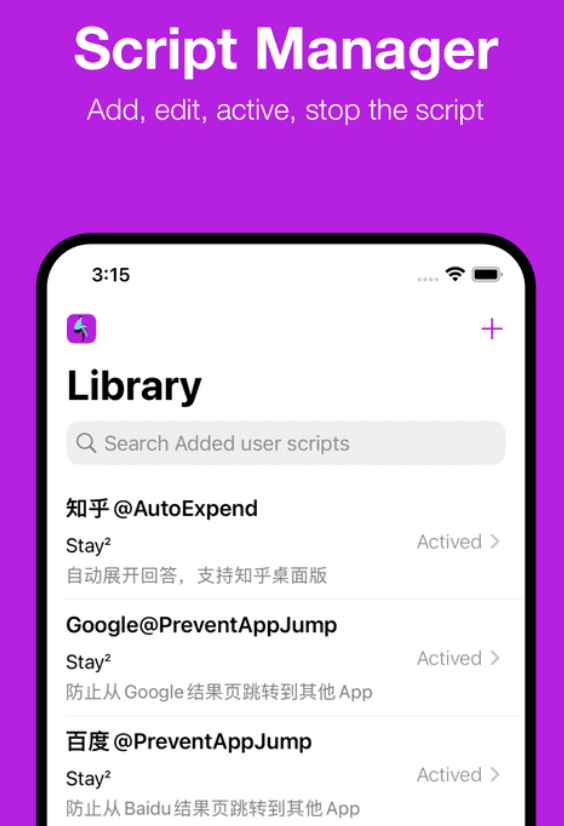 Script Manager
Add, edit, active, stop the script
3:15
Library
Search Added user scripts
知乎@AutoExpend
Stay²
Actived
自动展开回答，支持知乎桌面版
Google@PreventAppJump
Stay²
Actived
防止从Google结果页跳转到其他App
百度@PreventAppJump
Stay²
Actived
防止从Baidu结果页跳转到其他App